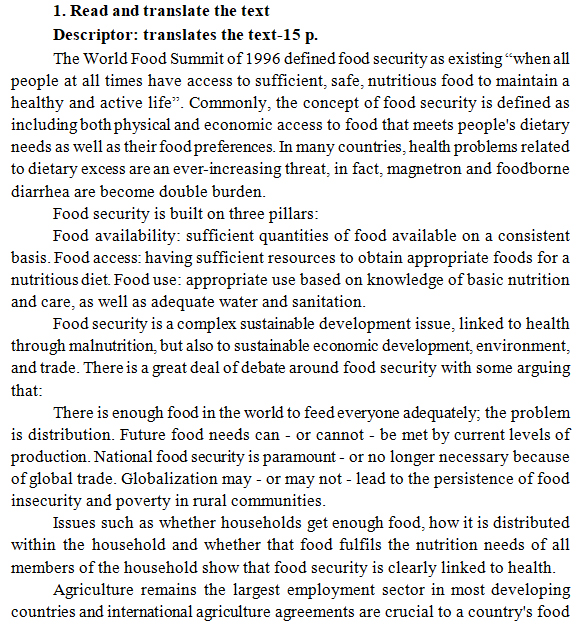 1. Read and translate the text
Descriptor: translates the text-15 p.
The World Food Summit of 1996 defined food security as existing “when all
people at all times have access to sufficient, safe, nutritious food to maintain a
healthy and active life”. Commonly, the concept of food security is defined as
including both physical and economic access to food that meets people's dietary
needs as well as their food preferences. In many countries, health problems related
to dietary excess are an ever-increasing threat, in fact, magnetron and foodborne
diarrhea are become double burden.
Food security is built on three pillars:
Food availability: sufficient quantities of food available on a consistent
basis. Food access: having sufficient resources to obtain appropriate foods for a
nutritious diet. Food use: appropriate use based on knowledge of basic nutrition
and care, as well as adequate water and sanitation.
Food security is a complex sustainable development issue, linked to health
through malnutrition, but also to sustainable economic development, environment,
and trade. There is a great deal of debate around food security with some arguing
that:
There is enough food in the world to feed everyone adequately; the problem
is distribution. Future food needs can - or cannot - be met by current levels of
production. National food security is paramount - or no longer necessary because
of global trade. Globalization may - or may not - lead to the persistence of food
insecurity and poverty in rural communities.
Issues such as whether households get enough food, how it is distributed
within the household and whether that food fulfils the nutrition needs of all
members of the household show that food security is clearly linked to health.
Agriculture remains the largest employment sector in most developing
countries and international agriculture agreements are crucial to a country's food